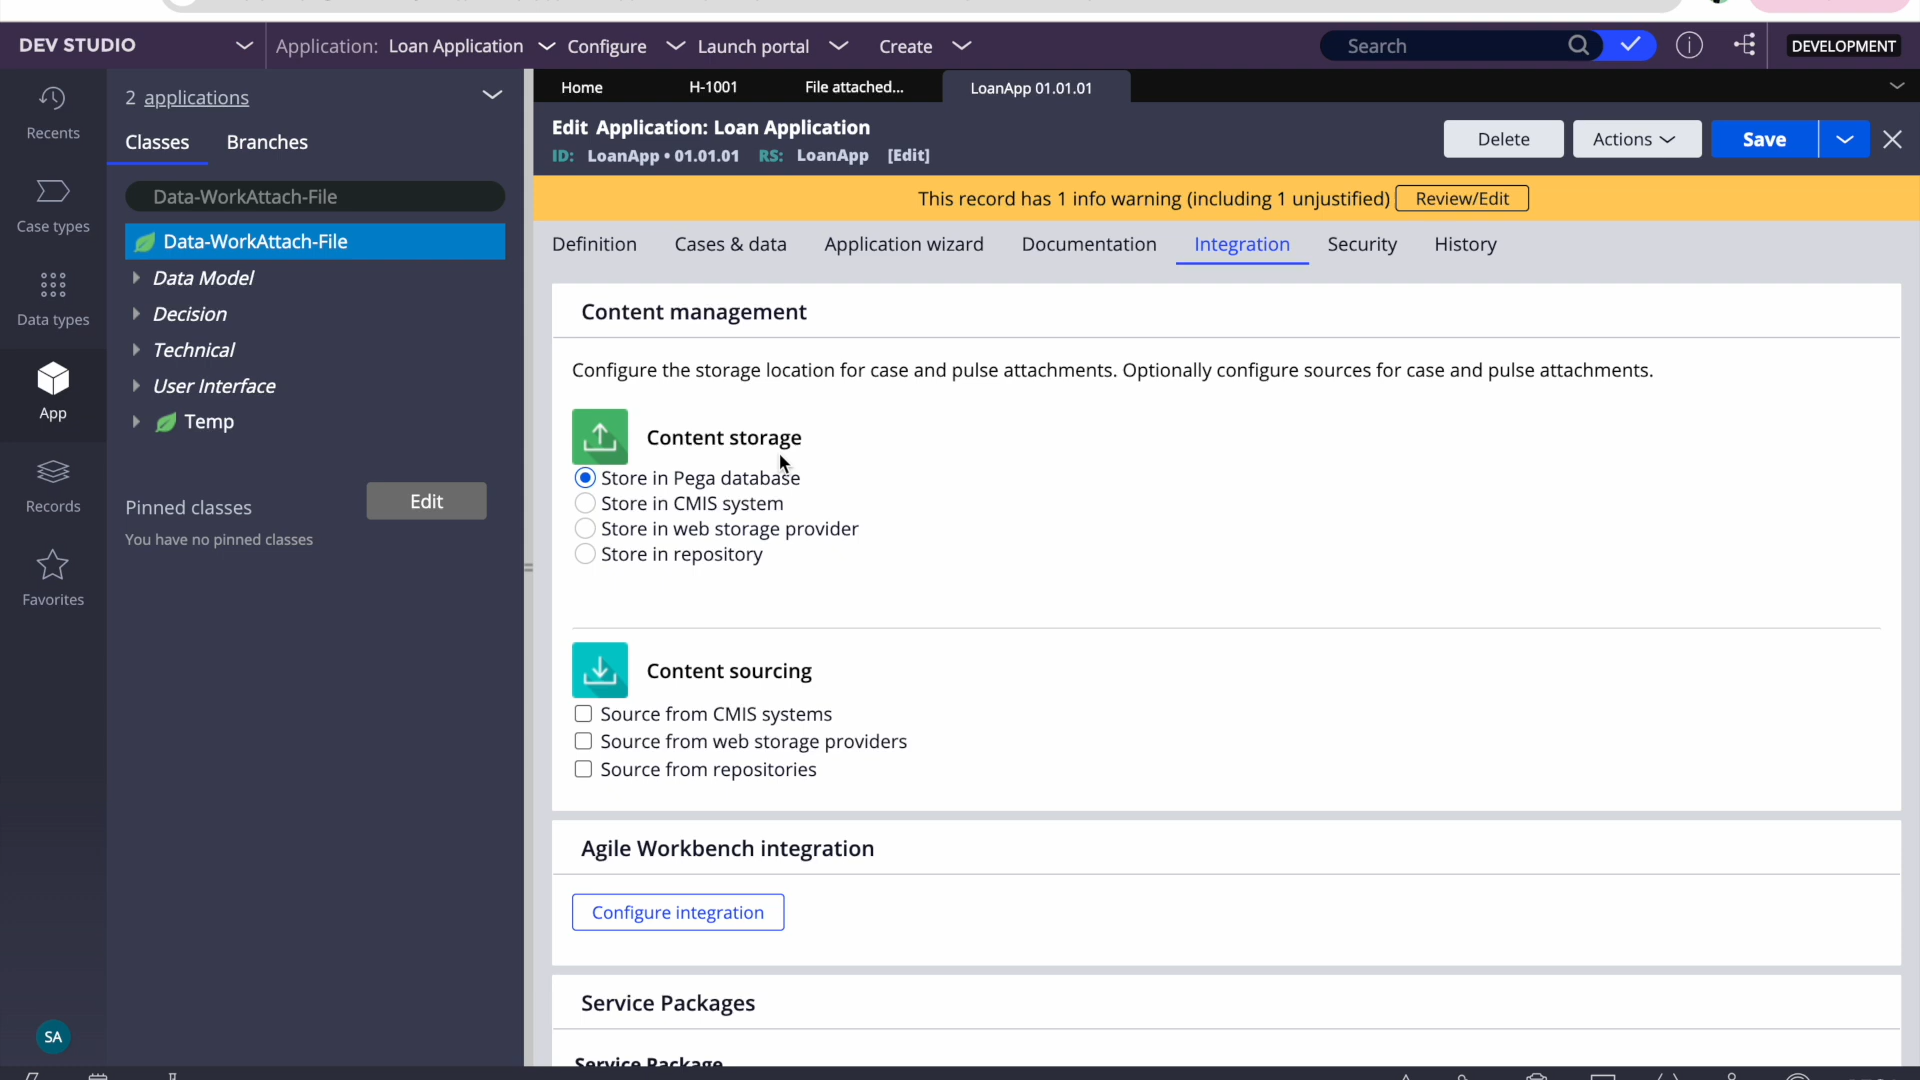 DEV STUDIO
Application: Loan Application
Configure
Launch portal
Create
Search
DEVELOPMENT
Recents
Case types
Data types
App
Records
Favorites
SA
2 applications
Classes
Branches
Data-WorkAttach-File
Data-WorkAttach-File
Data Model
Decision
Technical
User Interface
Temp
Pinned classes
Edit
You have no pinned classes
Home
H-1001
File attached...
LoanApp 01.01.01
Edit Application: Loan Application
ID: LoanApp • 01.01.01 RS: LoanApp [Edit]
Delete
Actions
Save
This record has 1 info warning (including 1 unjustified)
Review/Edit
Definition
Cases & data
Application wizard
Documentation
Integration
Security
History
Content management
Configure the storage location for case and pulse attachments. Optionally configure sources for case and pulse attachments.
Content storage
Store in Pega database
Store in CMIS system
Store in web storage provider
Store in repository
Content sourcing
Source from CMIS systems
Source from web storage providers
Source from repositories
Agile Workbench integration
Configure integration
Service Packages
Service Package